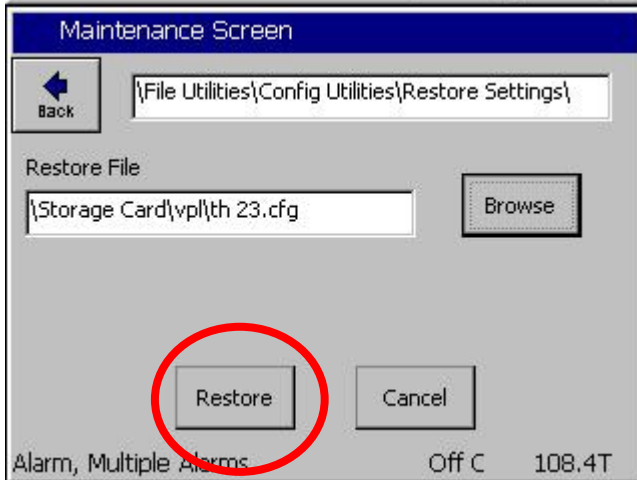 Maintenance Screen
Back
\File Utilities\Config Utilities\Restore Settings\
Restore File
\Storage Card\vpl\th 23.cfg
Browse
Restore
Cancel
Alarm, Multiple Alarms
Off C
108.4T